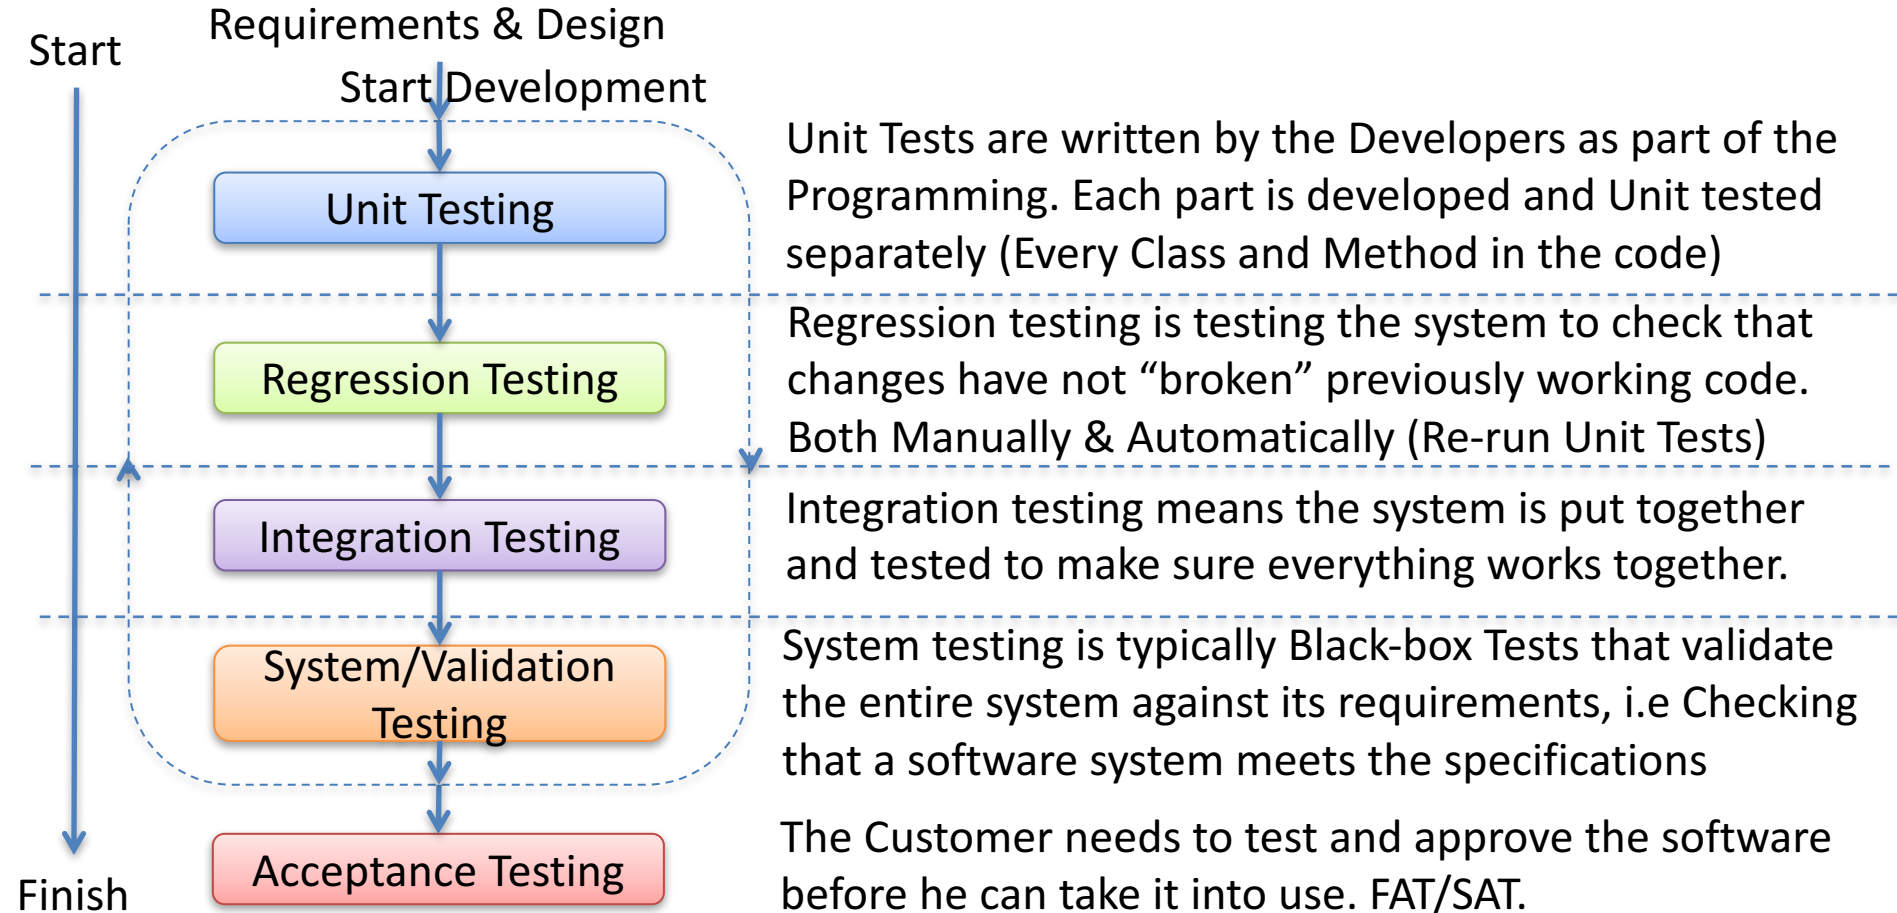 Requirements & Design
Start
Start Development
Unit Testing
Unit Tests are written by the Developers as part of the
Programming. Each part is developed and Unit tested
separately (Every Class and Method in the code)
Regression Testing
Regression testing is testing the system to check that
changes have not “broken” previously working code.
Both Manually & Automatically (Re-run Unit Tests)
Integration Testing
Integration testing means the system is put together
and tested to make sure everything works together.
System/Validation
Testing
System testing is typically Black-box Tests that validate
the entire system against its requirements, i.e Checking
that a software system meets the specifications
Acceptance Testing
The Customer needs to test and approve the software
before he can take it into use. FAT/SAT.
Finish